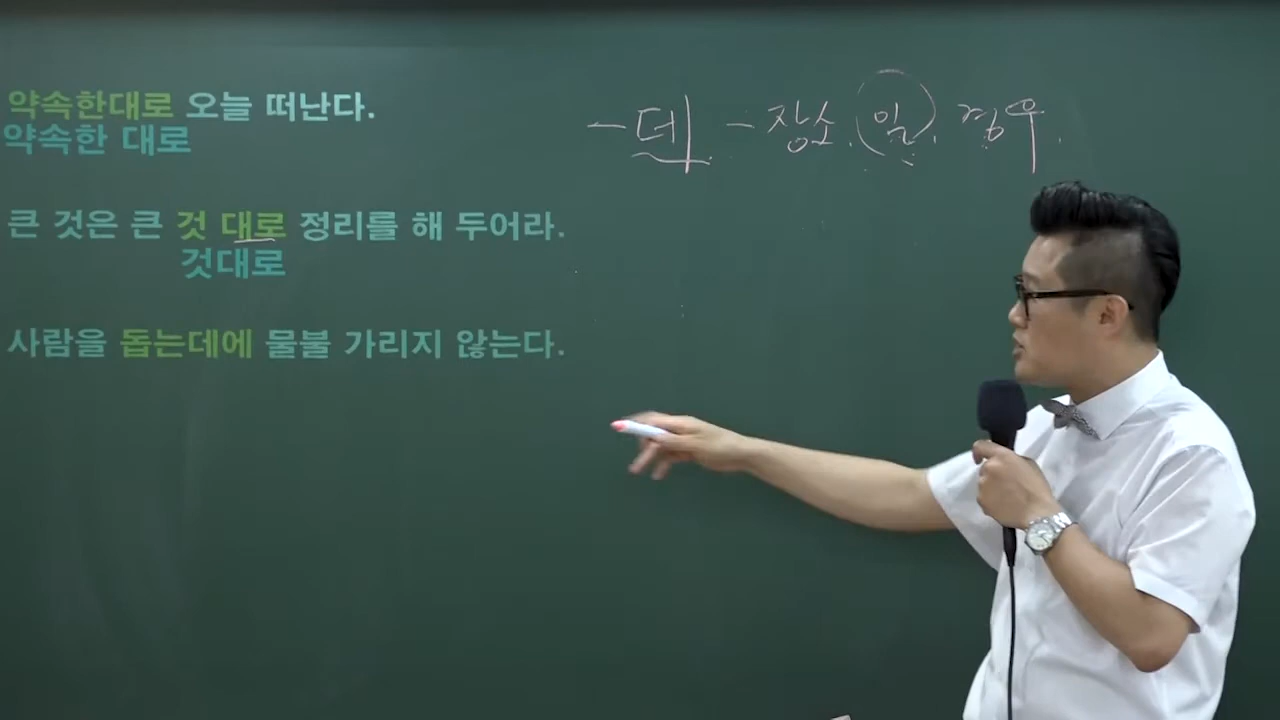 약속한대로 오늘 떠난다.
약속한 대로
큰 것은 큰 것 대로 정리를 해 두어라.
것대로
사람을 돕는데에 물불 가리지 않는다.
-데 -장소, 일, 경우.